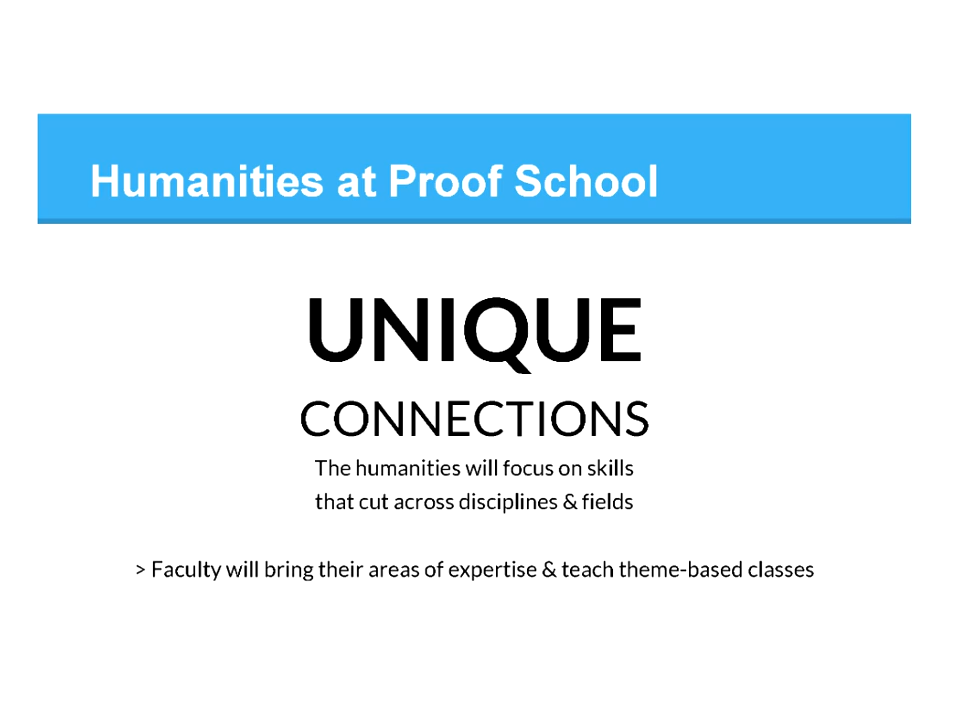 Humanities at Proof School
UNIQUE
CONNECTIONS
The humanities will focus on skills
that cut across disciplines & fields
> Faculty will bring their areas of expertise & teach theme-based classes